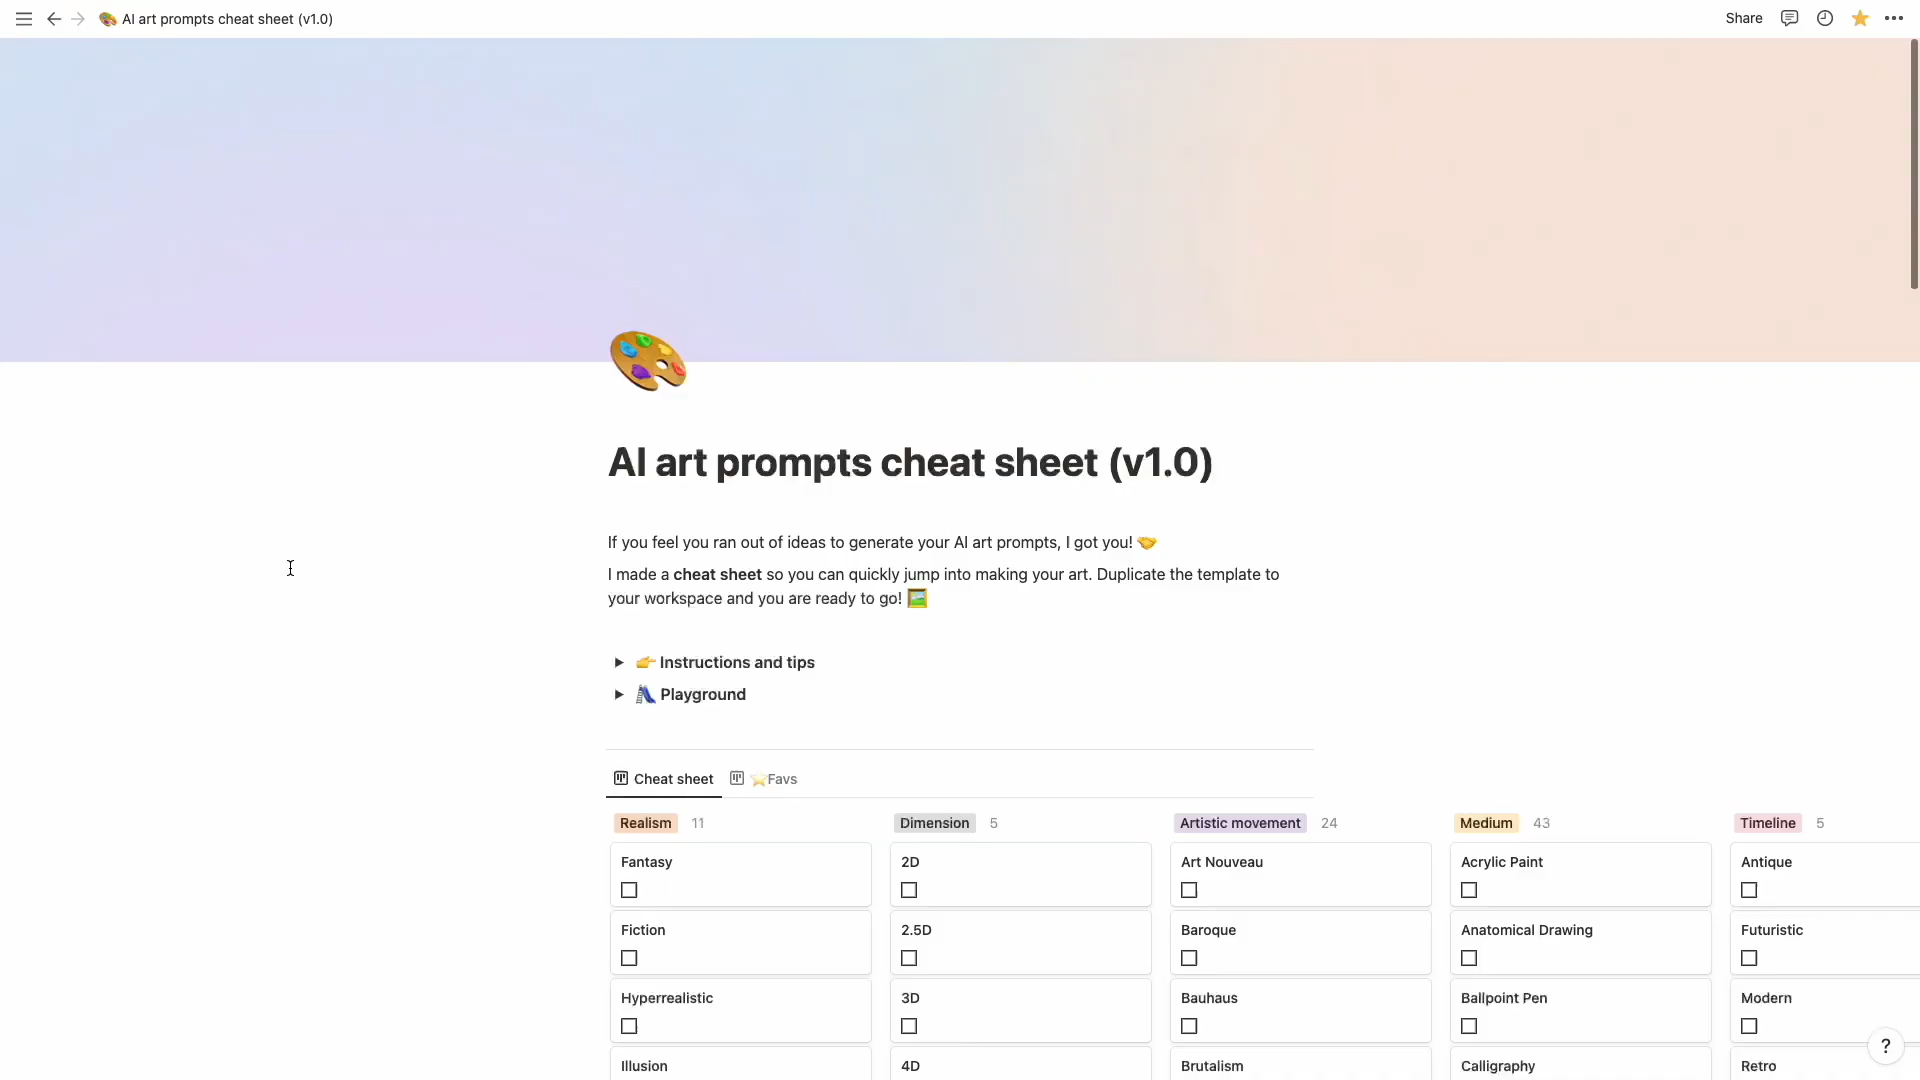 AI art prompts cheat sheet (v1.0)
Share
AI art prompts cheat sheet (v1.0)
If you feel you ran out of ideas to generate your AI art prompts, I got you! 🤝
I made a cheat sheet so you can quickly jump into making your art. Duplicate the template to
your workspace and you are ready to go! 🖼️
👉 Instructions and tips
🛝 Playground
Cheat sheet
⭐Favs
Realism 11
Dimension 5
Artistic movement 24
Medium 43
Timeline 5
Fantasy
2D
Art Nouveau
Acrylic Paint
Antique
Fiction
2.5D
Baroque
Anatomical Drawing
Futuristic
Hyperrealistic
3D
Bauhaus
Ballpoint Pen
Modern
Illusion
4D
Brutalism
Calligraphy
Retro
?